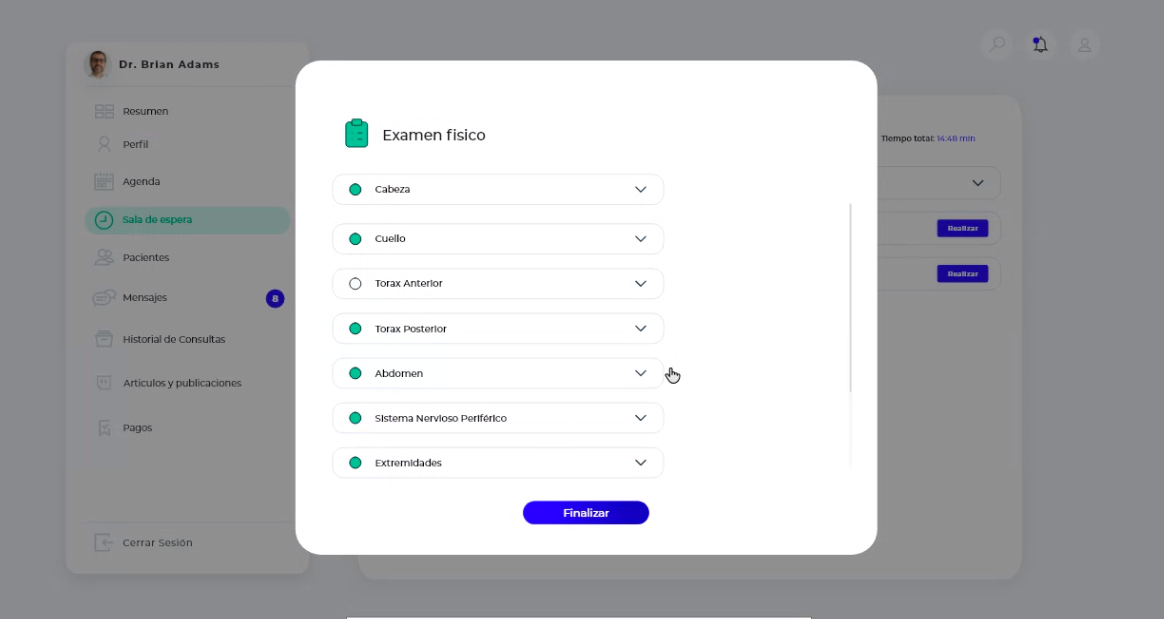 Dr. Brian Adams
Resumen
Perfil
Agenda
Sala de espera
Pacientes
Mensajes
8
Historial de Consultas
Artículos y publicaciones
Pagos
Cerrar Sesión
Examen físico
Cabeza
Cuello
Torax Anterior
Torax Posterior
Abdomen
Sistema Nervioso Periférico
Extremidades
Finalizar
Tiempo total: 14:48 min
Realizar
Realizar